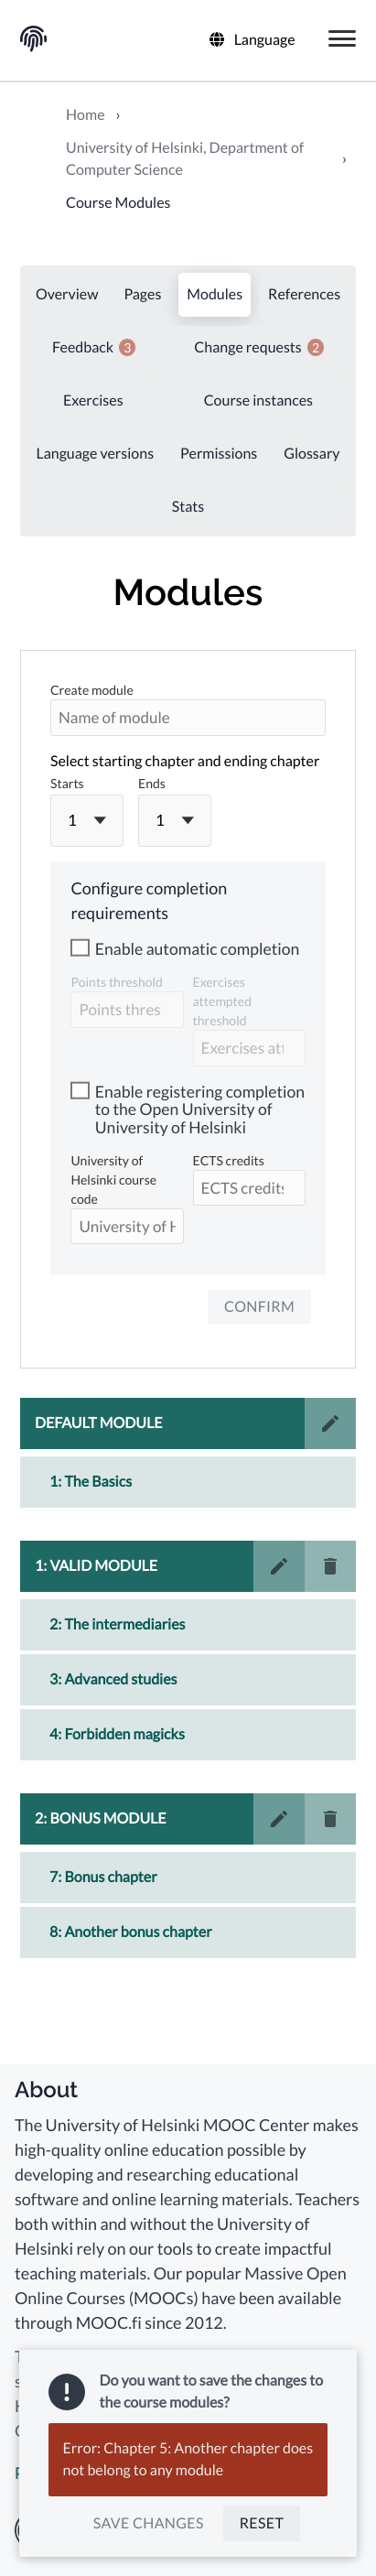 Language
Home ›
University of Helsinki, Department of ›
Computer Science
Course Modules
Overview Pages Modules References
Feedback 3 Change requests 2
Exercises Course instances
Language versions Permissions Glossary
Stats
Modules
Create module
Name of module
Select starting chapter and ending chapter
Starts Ends
1 1
Configure completion
requirements
Enable automatic completion
Points threshold
Points thres
Exercises
attempted
threshold
Exercises att
Enable registering completion
to the Open University of
University of Helsinki
University of
Helsinki course
code
University of H
ECTS credits
ECTS credits
CONFIRM
DEFAULT MODULE
1: The Basics
1: VALID MODULE
2: The intermediaries
3: Advanced studies
4: Forbidden magicks
2: BONUS MODULE
7: Bonus chapter
8: Another bonus chapter
About
The University of Helsinki MOOC Center makes
high-quality online education possible by
developing and researching educational
software and online learning materials. Teachers
both within and without the University of
Helsinki rely on our tools to create impactful
teaching materials. Our popular Massive Open
Online Courses (MOOCs) have been available
through MOOC.fi since 2012.
Do you want to save the changes to
the course modules?
Error: Chapter 5: Another chapter does
not belong to any module
SAVE CHANGES RESET